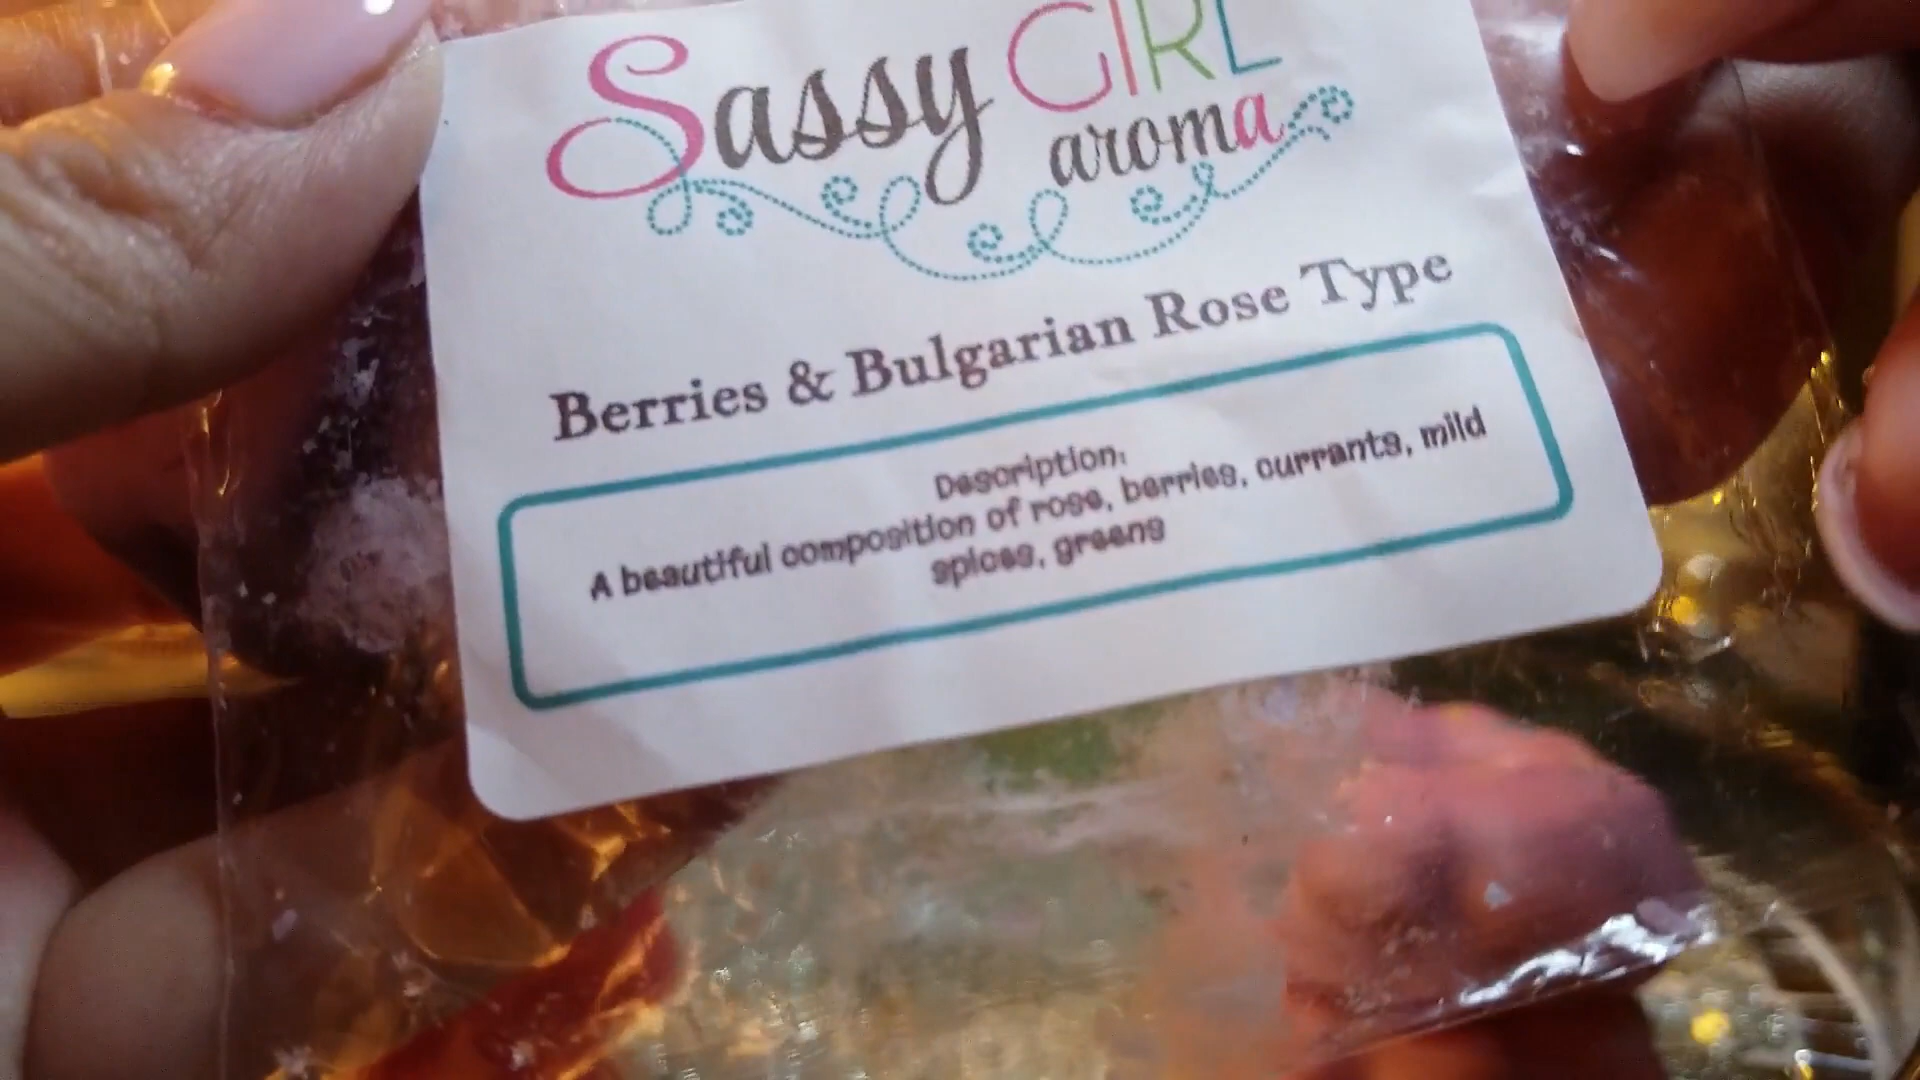 Sassy GIRL
aroma
Berries & Bulgarian Rose Type
Description:
A beautiful composition of rose, berries, currants, mild
spices, greens